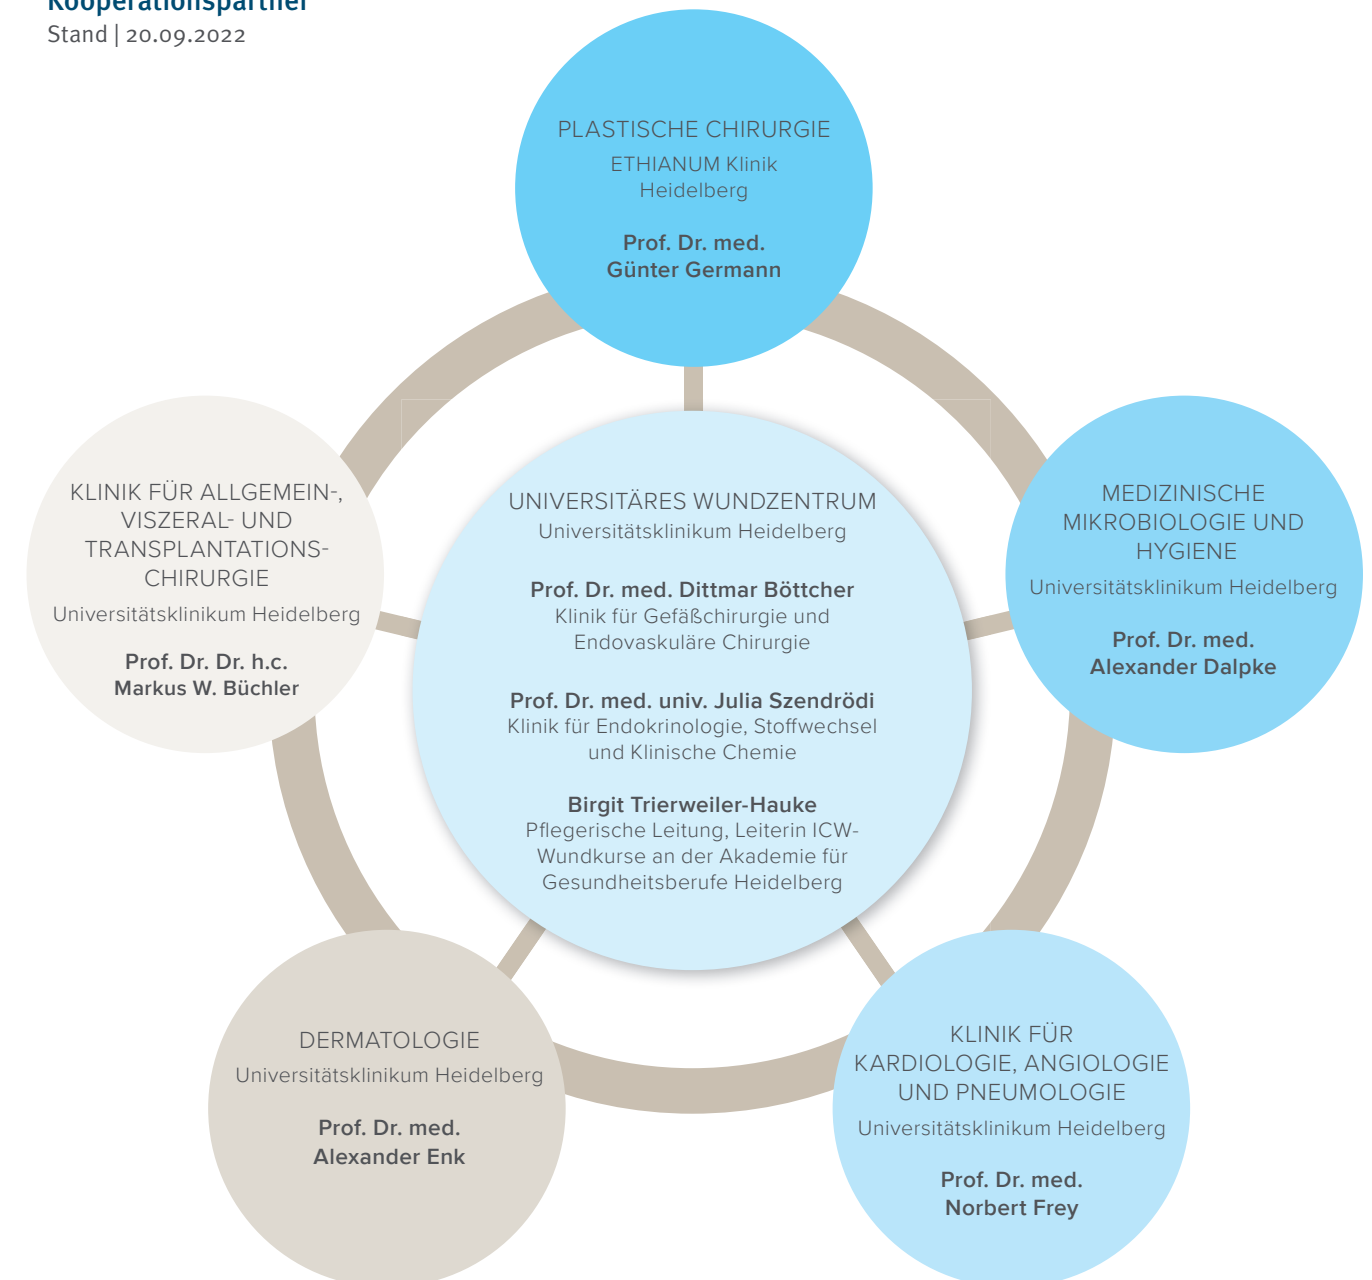 Kooperationspartner
Stand | 20.09.2022
PLASTISCHE CHIRURGIE
ETHIANUM Klinik
Heidelberg
Prof. Dr. med.
Günter Germann
KLINIK FÜR ALLGEMEIN-,
VISZERAL- UND
TRANSPLANTATIONS-
CHIRURGIE
Universitätsklinikum Heidelberg
Prof. Dr. Dr. h.c.
Markus W. Büchler
UNIVERSITÄRES WUNDZENTRUM
Universitätsklinikum Heidelberg
Prof. Dr. med. Dittmar Böttcher
Klinik für Gefäßchirurgie und
Endovaskuläre Chirurgie
Prof. Dr. med. univ. Julia Szendrödi
Klinik für Endokrinologie, Stoffwechsel
und Klinische Chemie
Birgit Trierweiler-Hauke
Pflegerische Leitung, Leiterin ICW-
Wundkurse an der Akademie für
Gesundheitsberufe Heidelberg
MEDIZINISCHE
MIKROBIOLOGIE UND
HYGIENE
Universitätsklinikum Heidelberg
Prof. Dr. med.
Alexander Dalpke
DERMATOLOGIE
Universitätsklinikum Heidelberg
Prof. Dr. med.
Alexander Enk
KLINIK FÜR
KARDIOLOGIE, ANGIOLOGIE
UND PNEUMOLOGIE
Universitätsklinikum Heidelberg
Prof. Dr. med.
Norbert Frey